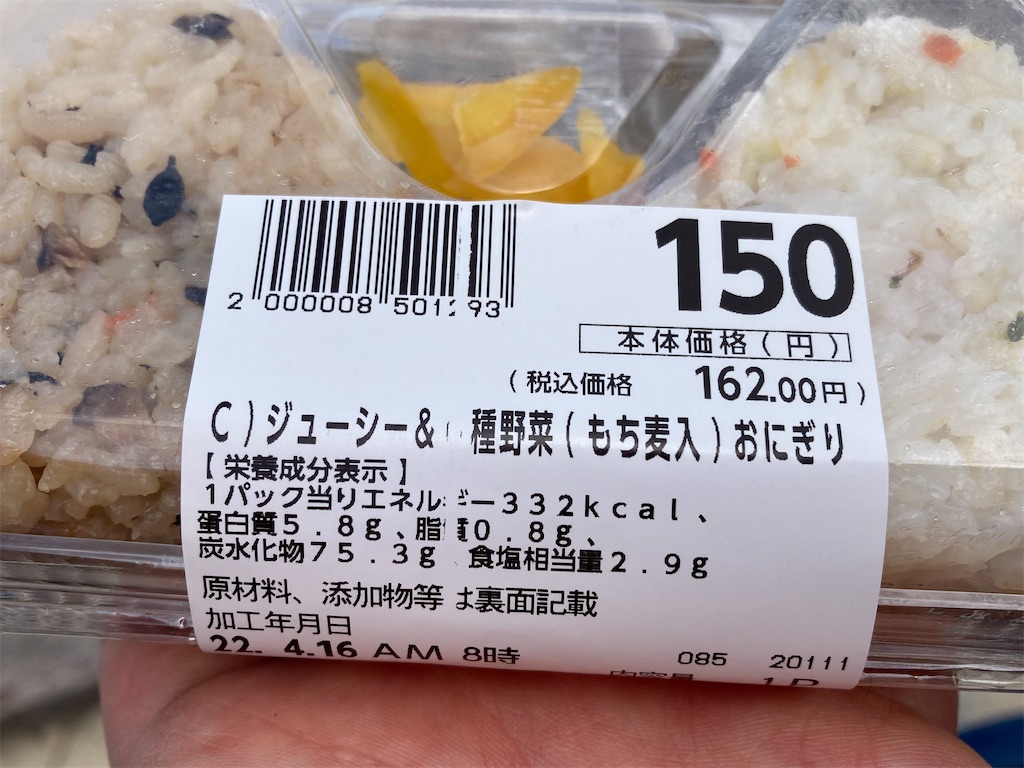 150
2 000008 501 93
本体価格(円)
(税込価格 162.00円)
C)ジューシー& 種野菜(もち麦入)おにぎり
【栄養成分表示】
1パック当りエネルギー332kcal、
蛋白質5.8g、脂質0.8g、
炭水化物75.3g 食塩相当量2.9g
原材料、添加物等は裏面記載
加工年月日
22. 4.16 AM 8時
085 20111